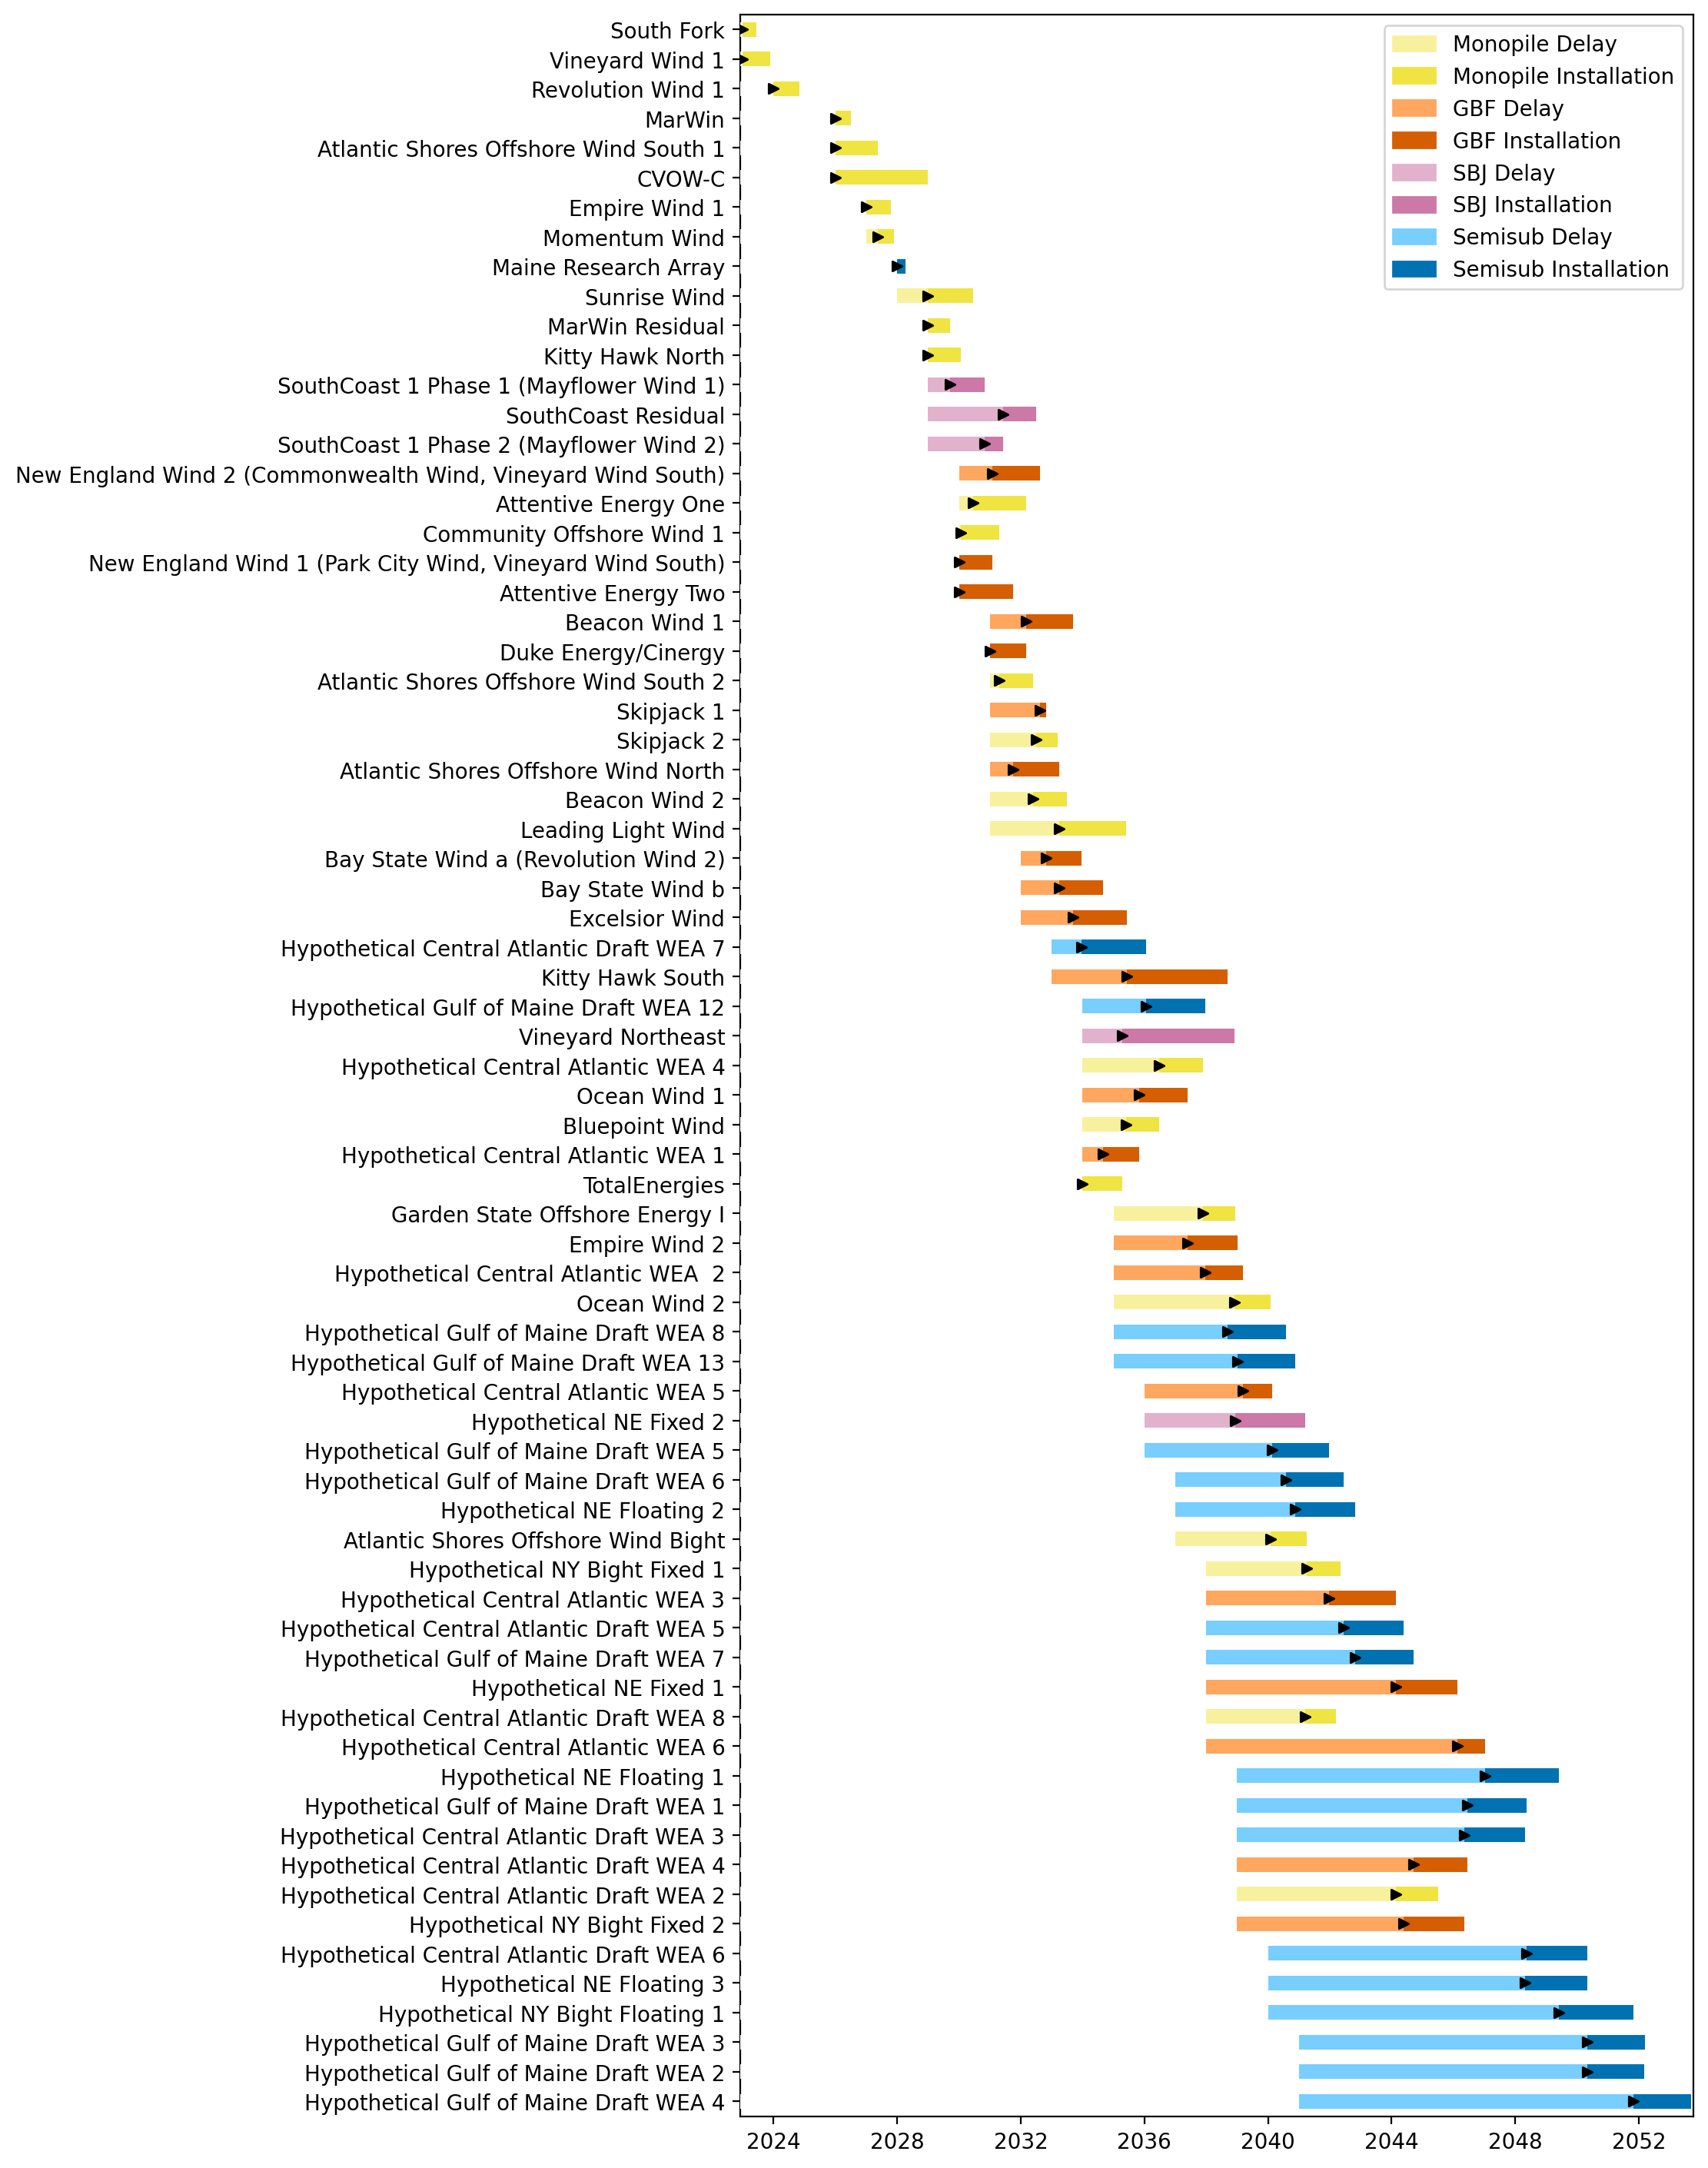 South Fork
Vineyard Wind 1
Revolution Wind 1
MarWin
Atlantic Shores Offshore Wind South 1
CVOW-C
Empire Wind 1
Momentum Wind
Maine Research Array
Sunrise Wind
MarWin Residual
Kitty Hawk North
SouthCoast 1 Phase 1 (Mayflower Wind 1)
SouthCoast Residual
SouthCoast 1 Phase 2 (Mayflower Wind 2)
New England Wind 2 (Commonwealth Wind, Vineyard Wind South)
Attentive Energy One
Community Offshore Wind 1
New England Wind 1 (Park City Wind, Vineyard Wind South)
Attentive Energy Two
Beacon Wind 1
Duke Energy/Cinergy
Atlantic Shores Offshore Wind South 2
Skipjack 1
Skipjack 2
Atlantic Shores Offshore Wind North
Beacon Wind 2
Leading Light Wind
Bay State Wind a (Revolution Wind 2)
Bay State Wind b
Excelsior Wind
Hypothetical Central Atlantic Draft WEA 7
Kitty Hawk South
Hypothetical Gulf of Maine Draft WEA 12
Vineyard Northeast
Hypothetical Central Atlantic WEA 4
Ocean Wind 1
Bluepoint Wind
Hypothetical Central Atlantic WEA 1
TotalEnergies
Garden State Offshore Energy I
Empire Wind 2
Hypothetical Central Atlantic WEA  2
Ocean Wind 2
Hypothetical Gulf of Maine Draft WEA 8
Hypothetical Gulf of Maine Draft WEA 13
Hypothetical Central Atlantic WEA 5
Hypothetical NE Fixed 2
Hypothetical Gulf of Maine Draft WEA 5
Hypothetical Gulf of Maine Draft WEA 6
Hypothetical NE Floating 2
Atlantic Shores Offshore Wind Bight
Hypothetical NY Bight Fixed 1
Hypothetical Central Atlantic WEA 3
Hypothetical Central Atlantic Draft WEA 5
Hypothetical Gulf of Maine Draft WEA 7
Hypothetical NE Fixed 1
Hypothetical Central Atlantic Draft WEA 8
Hypothetical Central Atlantic WEA 6
Hypothetical NE Floating 1
Hypothetical Gulf of Maine Draft WEA 1
Hypothetical Central Atlantic Draft WEA 3
Hypothetical Central Atlantic Draft WEA 4
Hypothetical Central Atlantic Draft WEA 2
Hypothetical NY Bight Fixed 2
Hypothetical Central Atlantic Draft WEA 6
Hypothetical NE Floating 3
Hypothetical NY Bight Floating 1
Hypothetical Gulf of Maine Draft WEA 3
Hypothetical Gulf of Maine Draft WEA 2
Hypothetical Gulf of Maine Draft WEA 4
Monopile Delay
Monopile Installation
GBF Delay
GBF Installation
SBJ Delay
SBJ Installation
Semisub Delay
Semisub Installation
2024 2028 2032 2036 2040 2044 2048 2052